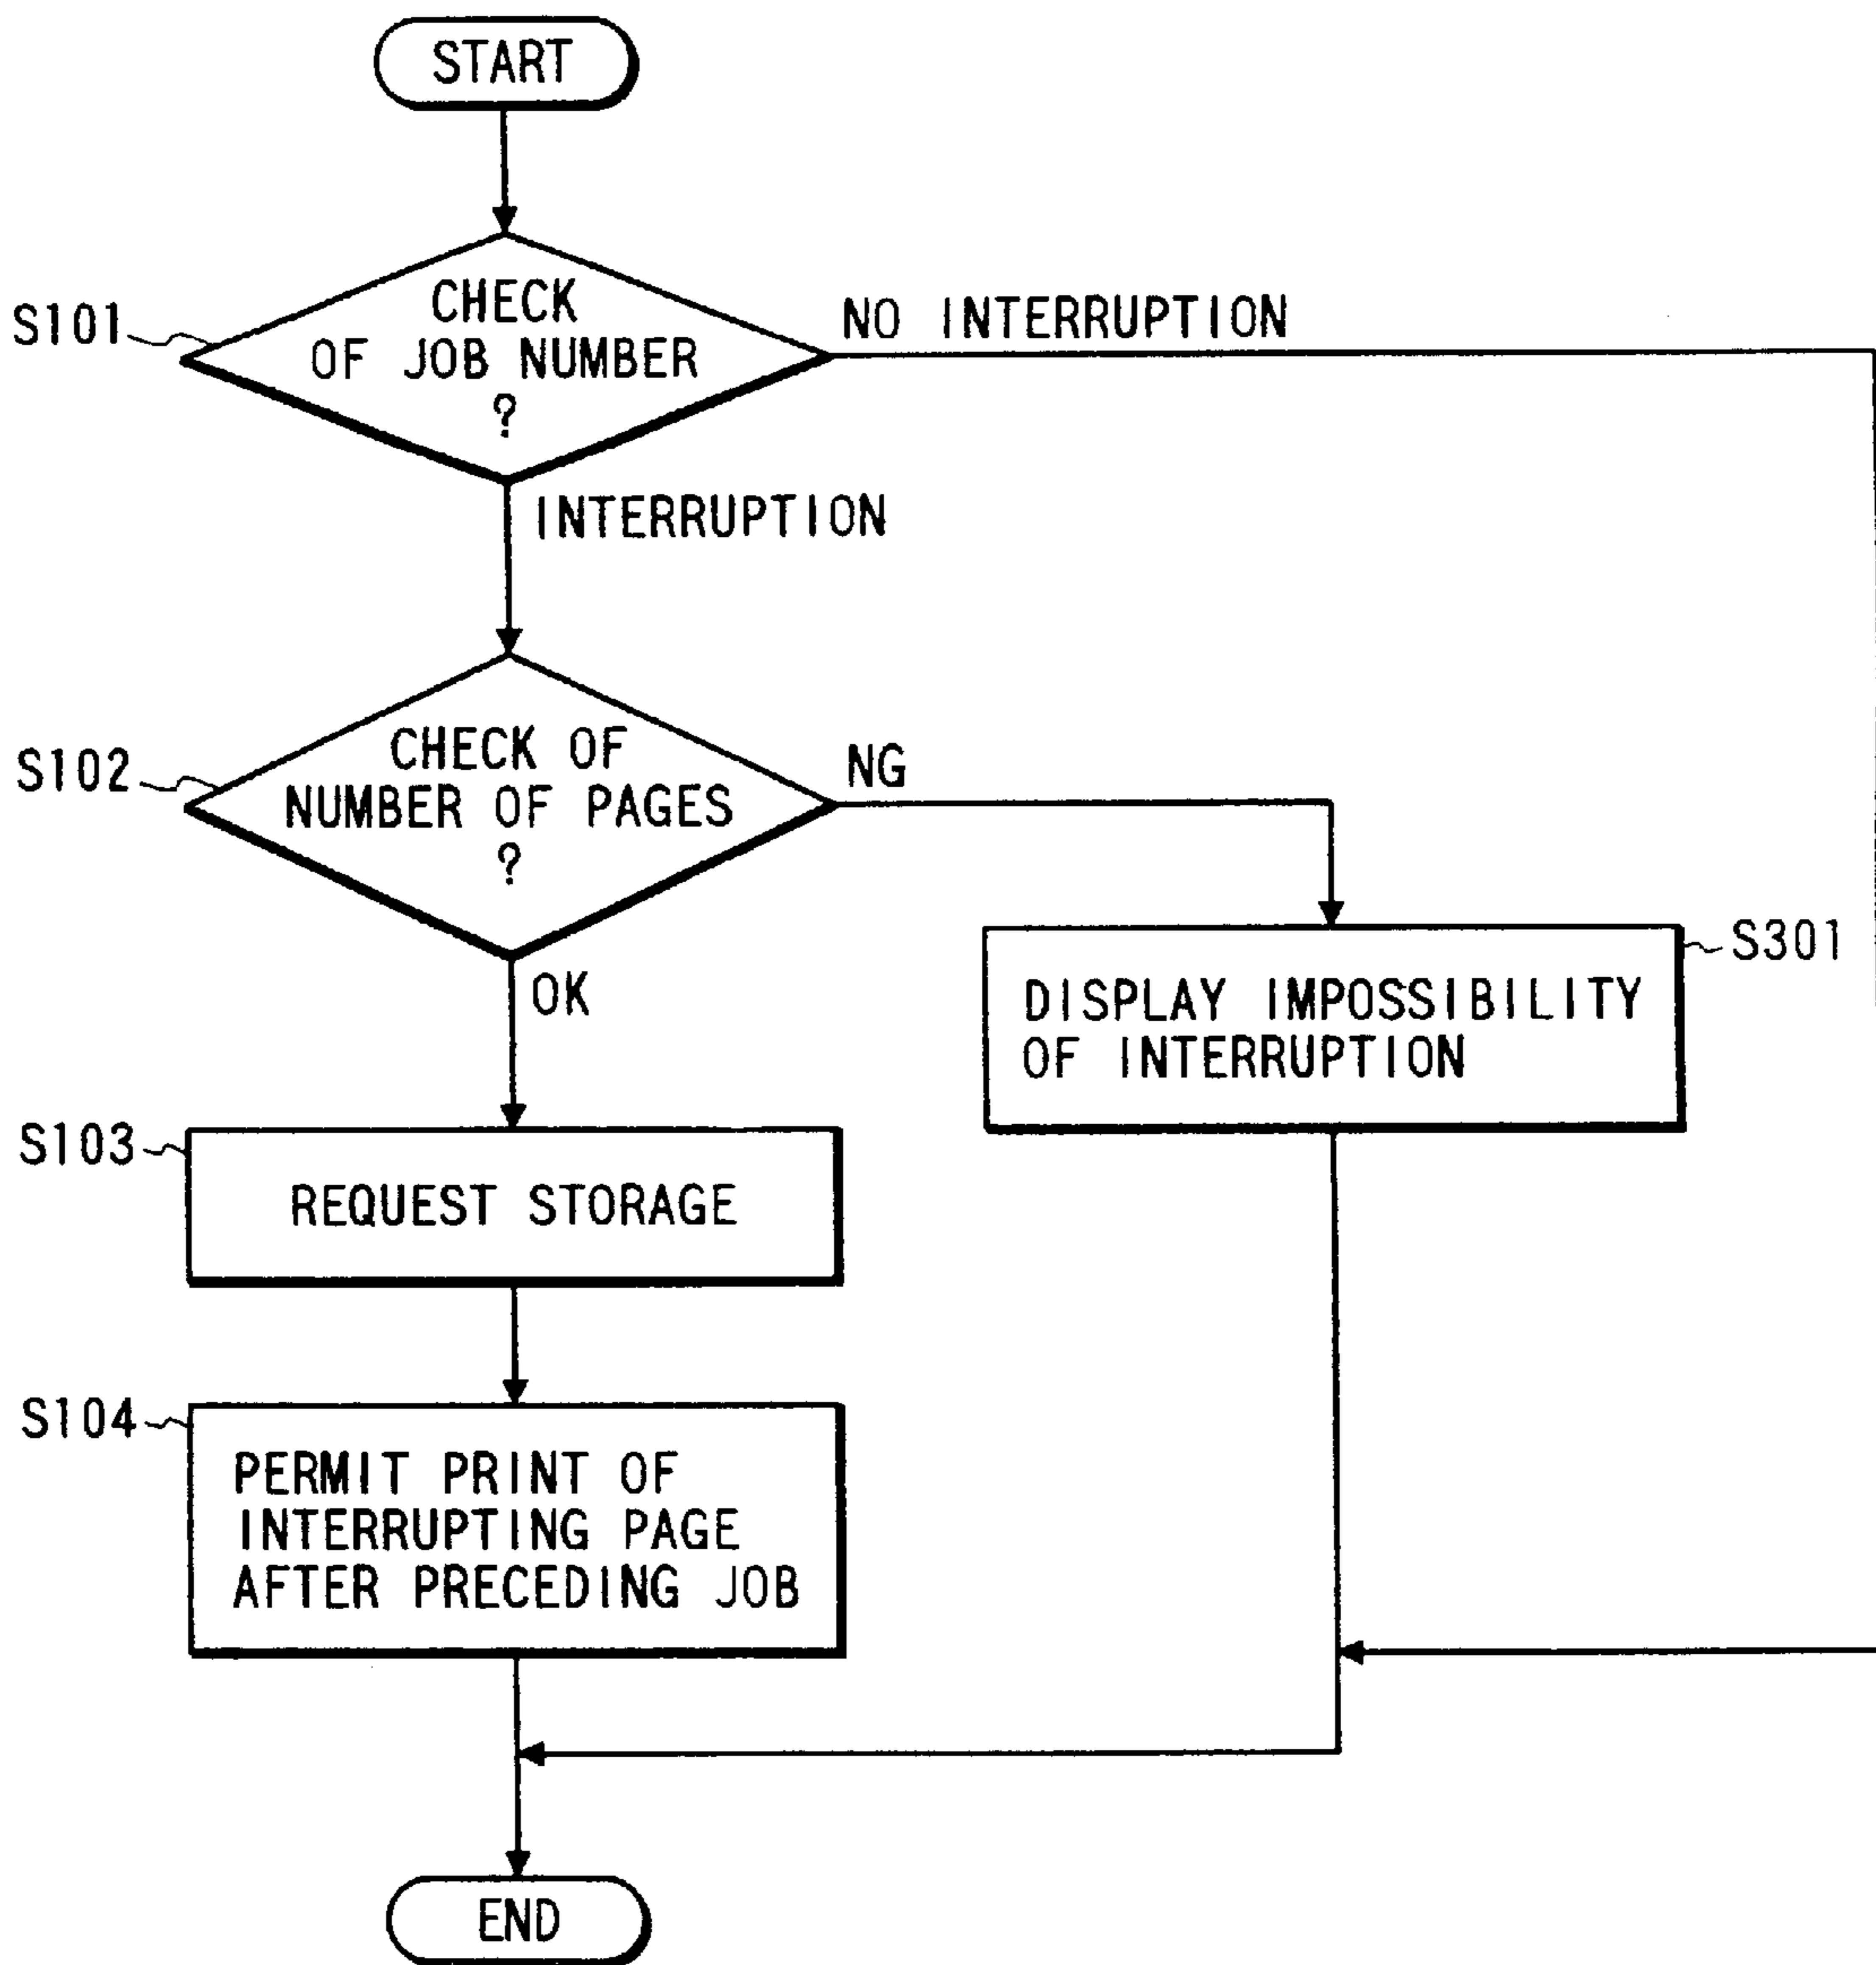 START
S101
CHECK
OF JOB NUMBER
?
NO INTERRUPTION
INTERRUPTION
S102
CHECK OF
NUMBER OF PAGES
?
NG
OK
S301
DISPLAY IMPOSSIBILITY
OF INTERRUPTION
S103
REQUEST STORAGE
S104
PERMIT PRINT OF
INTERRUPTING PAGE
AFTER PRECEDING JOB
END